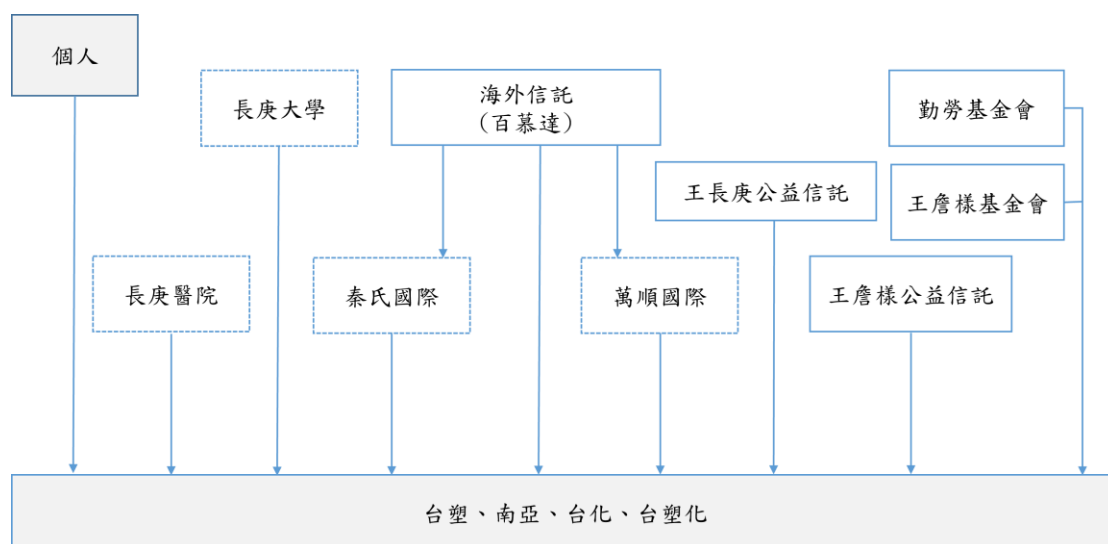 個人
長庚大學
海外信託
(百慕達)
勤勞基金會
王長庚公益信託
王詹樣基金會
長庚醫院
秦氏國際
萬順國際
王詹樣公益信託
台塑、南亞、台化、台塑化